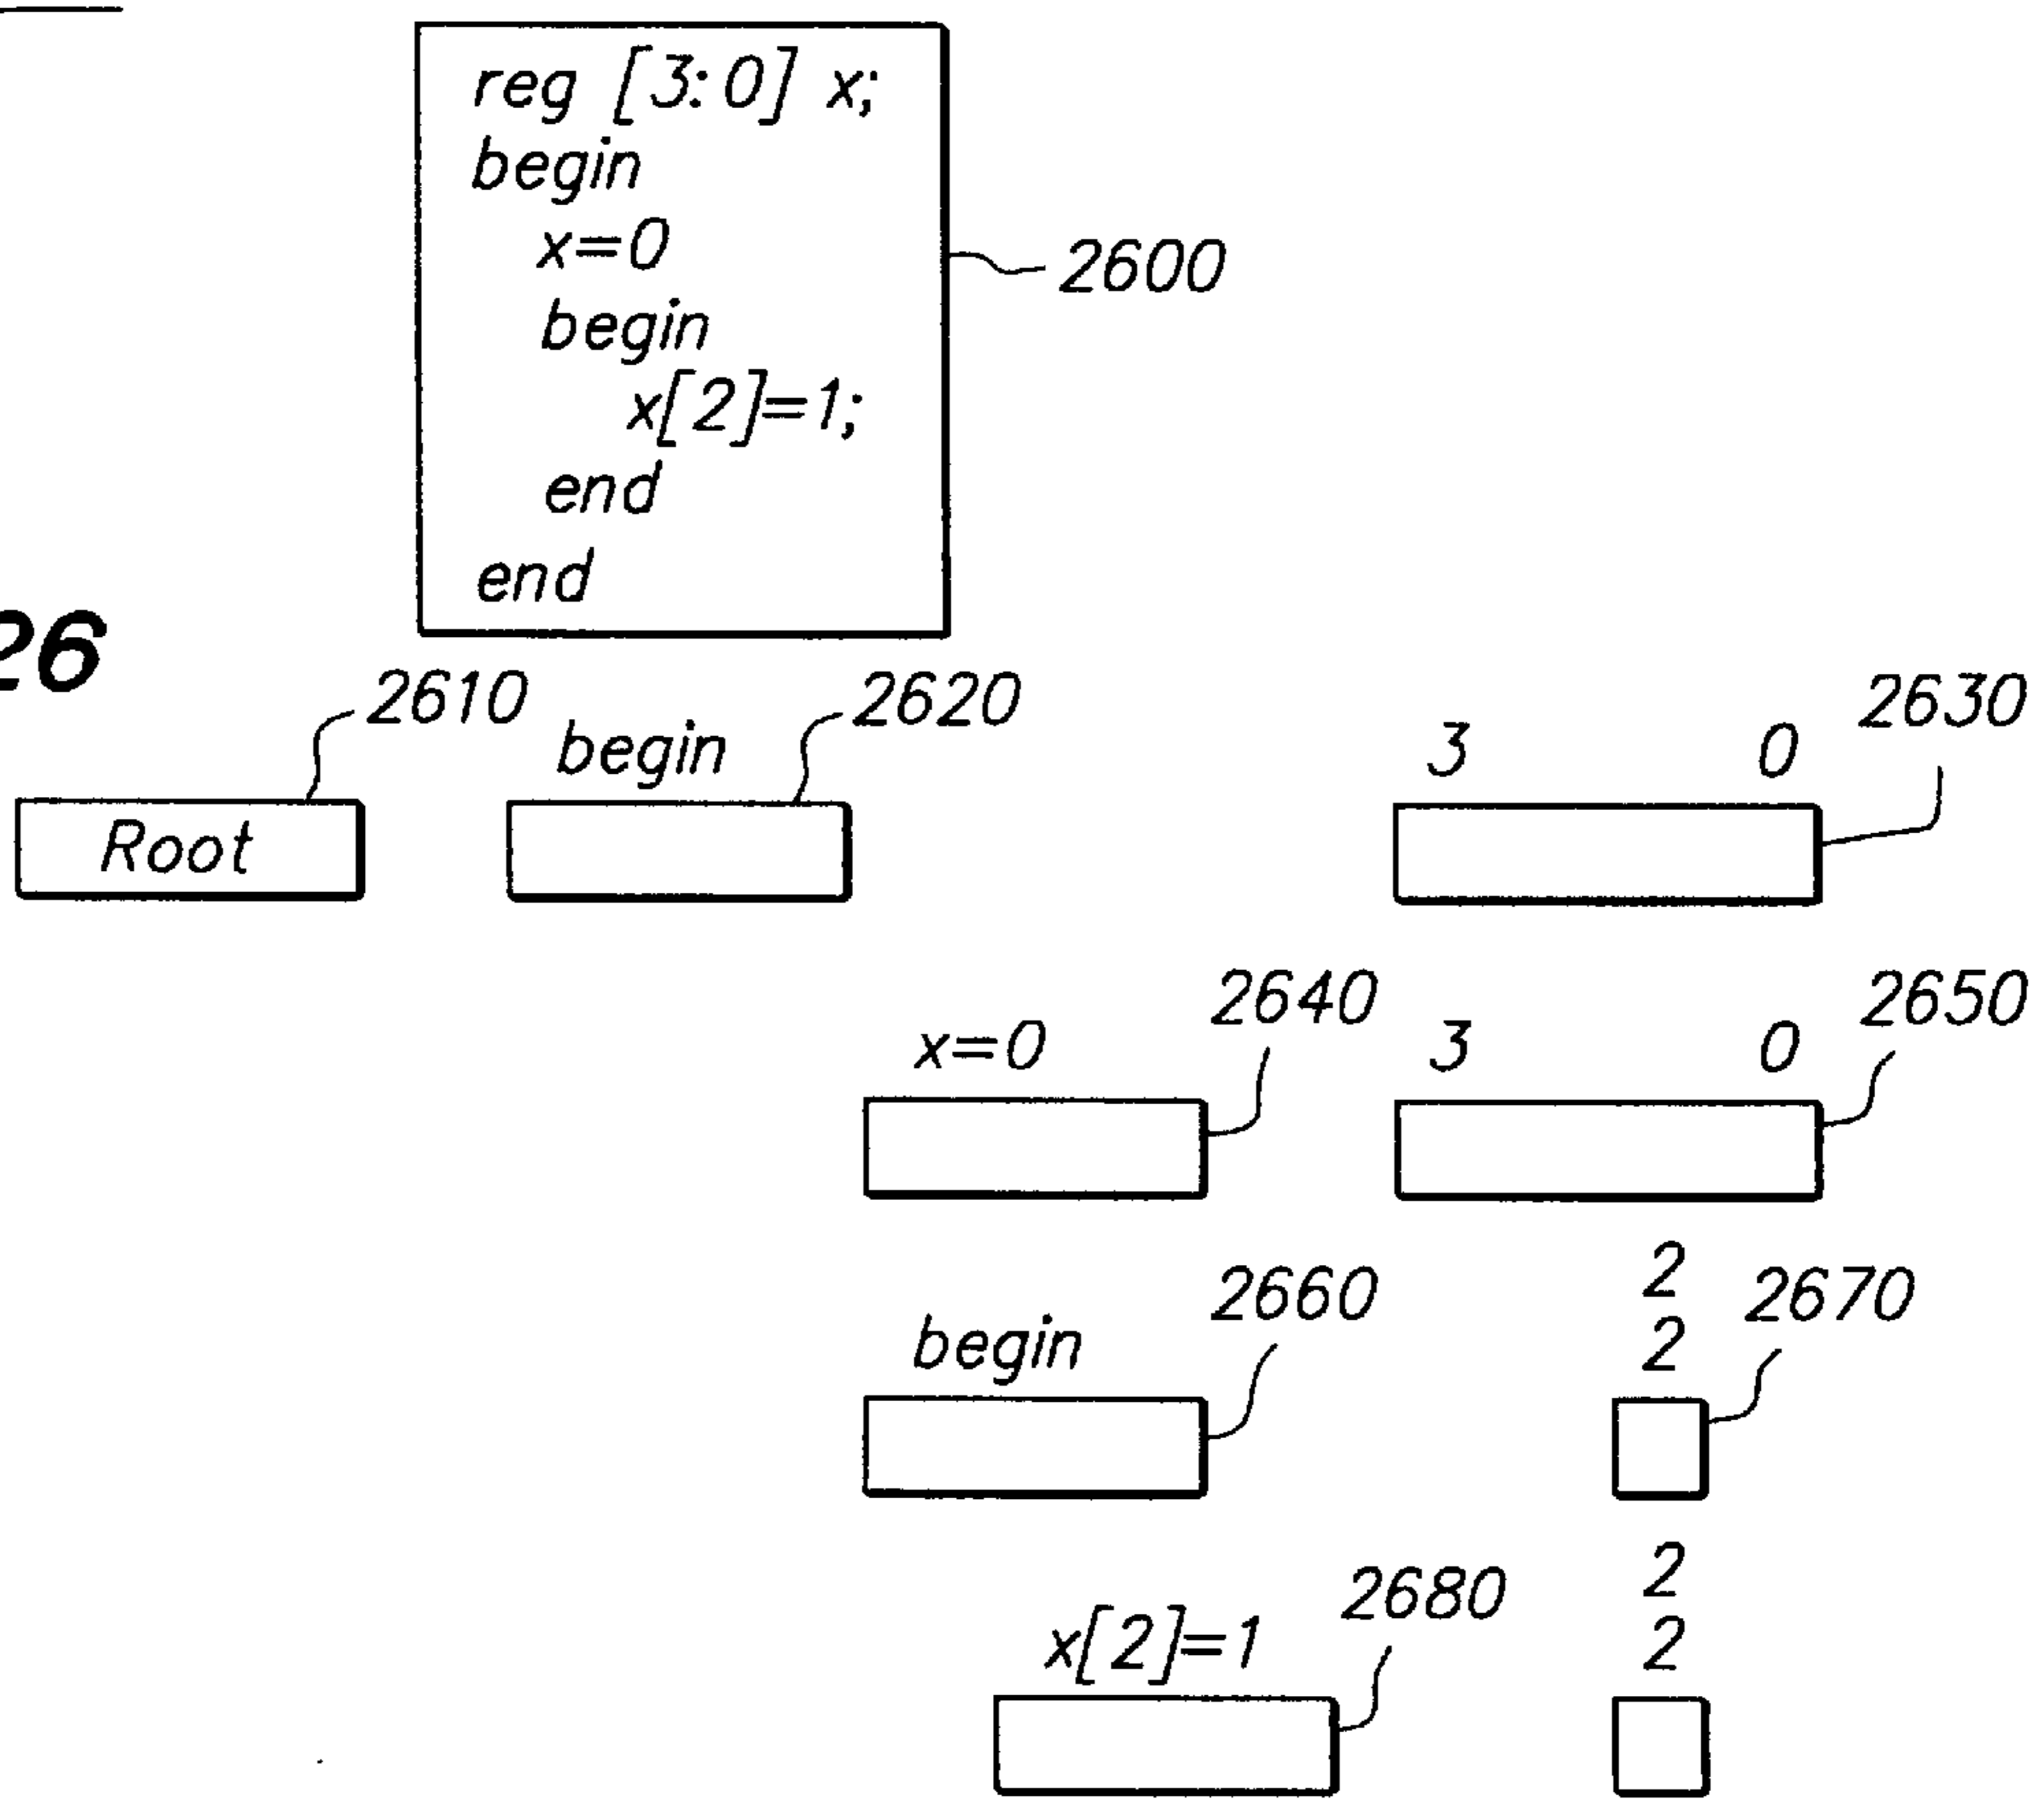 reg [3:0] x;
begin
x=0
begin
x[2]=1;
end
end
2600
26
2610
begin
2620
3 0
2630
Root
x=0
2640
3 0
2650
begin
2660
2
2
2670
x[2]=1
2680
2
2